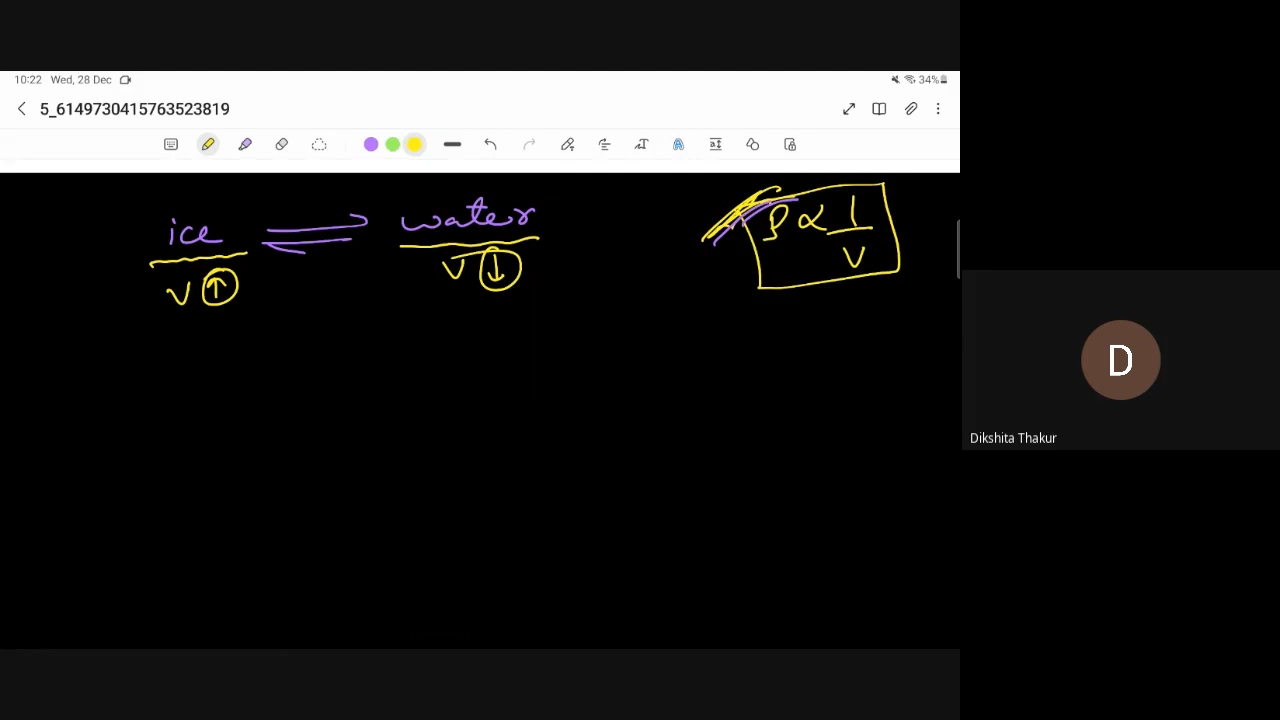 10:22 Wed, 28 Dec 34%
5_6149730415763523819
ice ⇌ water
V ↑ V ↓
ρ ∝ 1/V
D
Dikshita Thakur